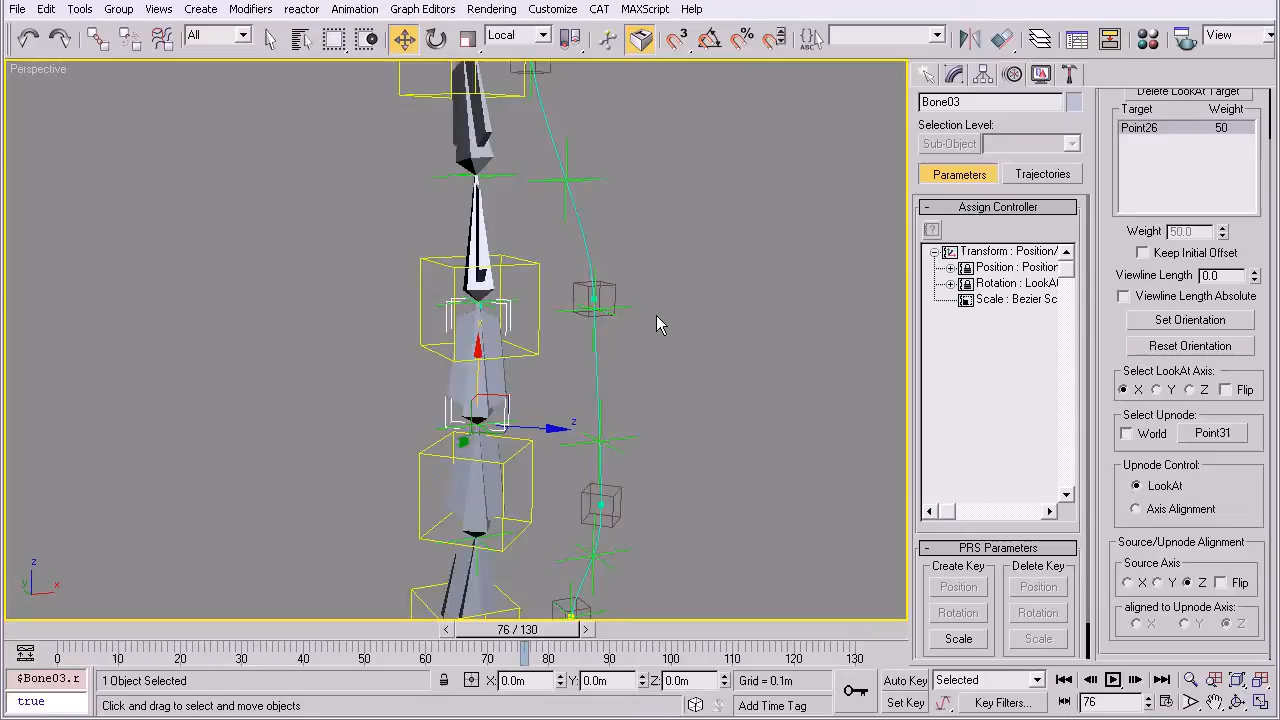 File Edit Tools Group Views Create Modifiers reactor Animation Graph Editors Rendering Customize CAT MAXScript Help
All Local View
Perspective
Bone03
Selection Level:
Sub-Object
Parameters Trajectories
- Assign Controller
Transform : Position/
Position : Position
Rotation : LookA
Scale : Bezier Sc
- PRS Parameters
Create Key Delete Key
Position Position
Rotation Rotation
Scale Scale
Delete LookAt Target
Target Weight
Point26 50
Weight 50.0
Keep Initial Offset
Viewline Length 0.0
Viewline Length Absolute
Set Orientation
Reset Orientation
Select LookAt Axis:
X Y Z Flip
Select Upnode:
World Point31
Upnode Control:
LookAt
Axis Alignment
Source/Upnode Alignment
Source Axis
X Y Z Flip
aligned to Upnode Axis:
X Y Z
z
z
y x
< 76 / 130 >
0 10 20 30 40 50 60 70 80 90 100 110 120 130
$Bone03.r
true
1 Object Selected
X: 0.0m Y: 0.0m Z: 0.0m Grid = 0.1m
Click and drag to select and move objects
Add Time Tag
Auto Key Selected
Set Key Key Filters...
76